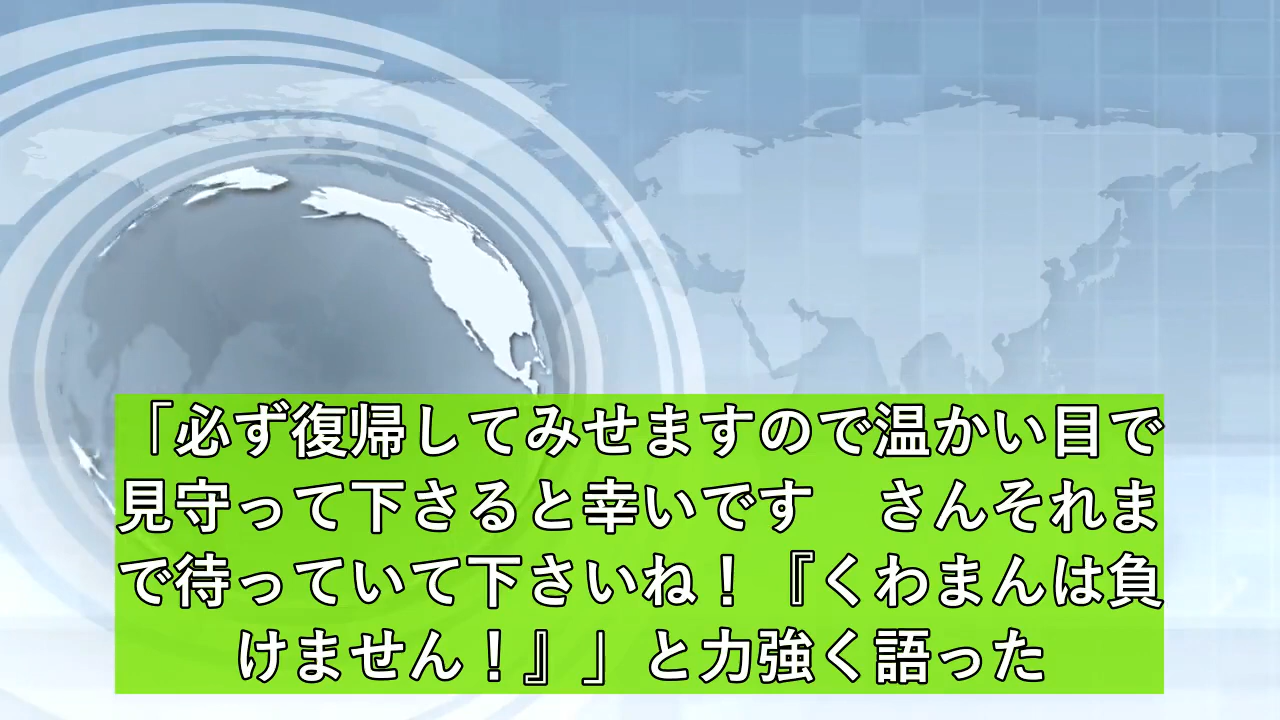 「必ず復帰してみせますので温かい目で
見守って下さると幸いです　さんそれま
で待っていて下さいね！『くわまんは負
けません！』」と力強く語った